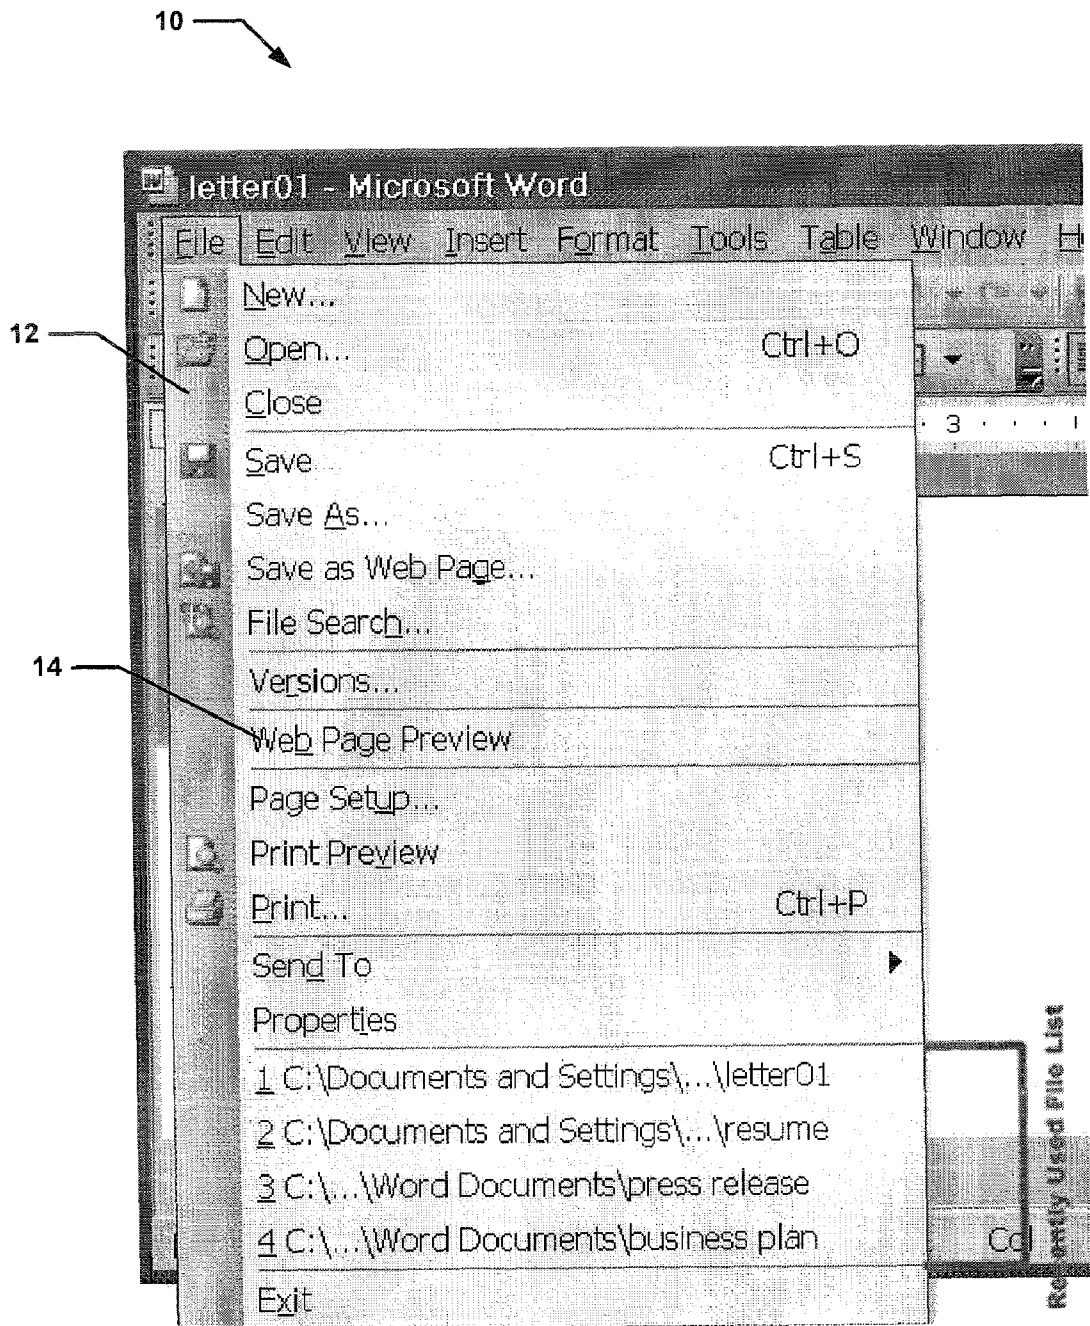 10
letter01 - Microsoft Word
File Edit View Insert Format Tools Table Window
New...
12
Open... Ctrl+O
Close
3
Save Ctrl+S
Save As...
Save as Web Page...
File Search...
14
Versions...
Web Page Preview
Page Setup...
Print Preview
Print... Ctrl+P
Send To
Properties
1 C:\Documents and Settings\...\letter01
2 C:\Documents and Settings\...\resume
3 C:\...\Word Documents\press release
4 C:\...\Word Documents\business plan
Exit
Recently Used File List